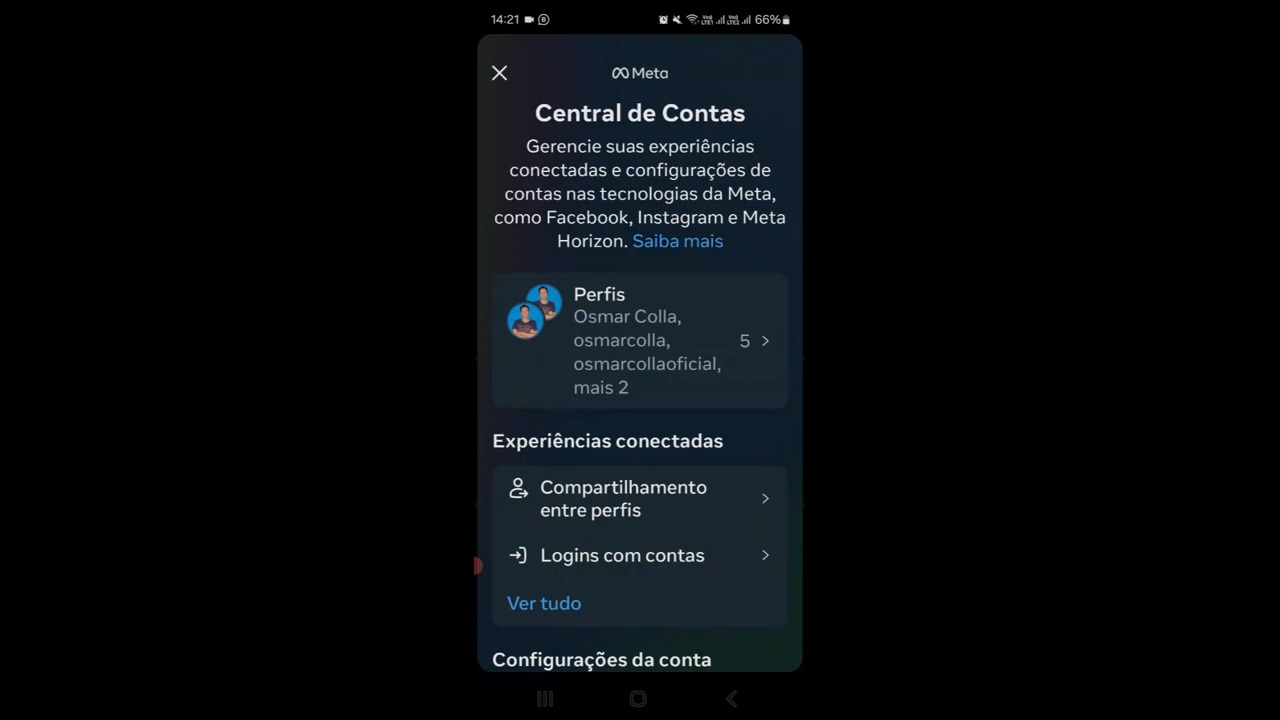 14:21
66%
Meta
Central de Contas
Gerencie suas experiências
conectadas e configurações de
contas nas tecnologias da Meta,
como Facebook, Instagram e Meta
Horizon. Saiba mais
Perfis
Osmar Colla,
osmarcolla,
osmarcollaoficial,
mais 2
5
Experiências conectadas
Compartilhamento
entre perfis
Logins com contas
Ver tudo
Configurações da conta